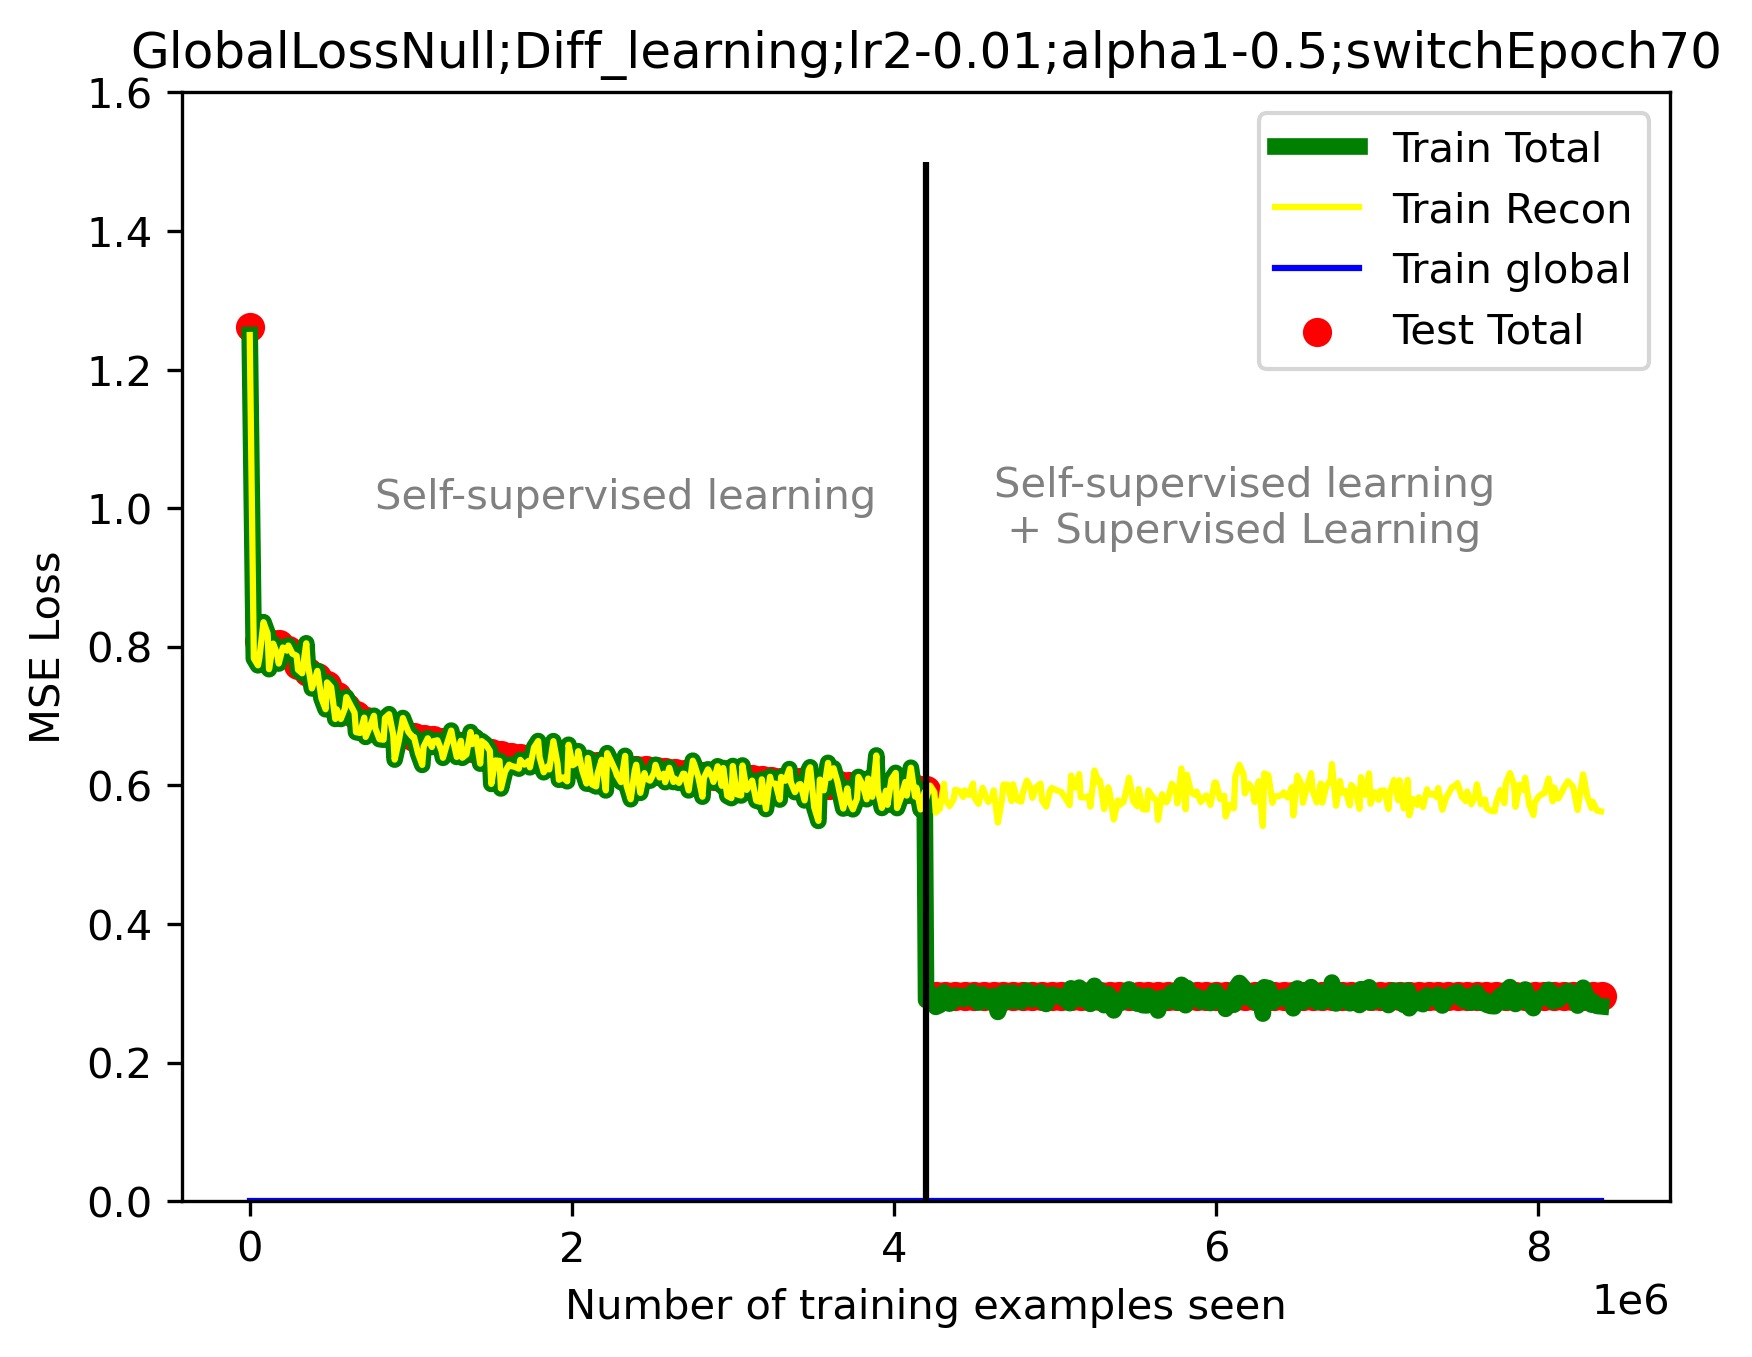 GlobalLossNull;Diff_learning;lr2-0.01;alpha1-0.5;switchEpoch70
1.6
1.4
1.2
1.0
0.8
0.6
0.4
0.2
0.0
MSE Loss
Train Total
Train Recon
Train global
Test Total
Self-supervised learning
Self-supervised learning
+ Supervised Learning
0 2 4 6 8
1e6
Number of training examples seen